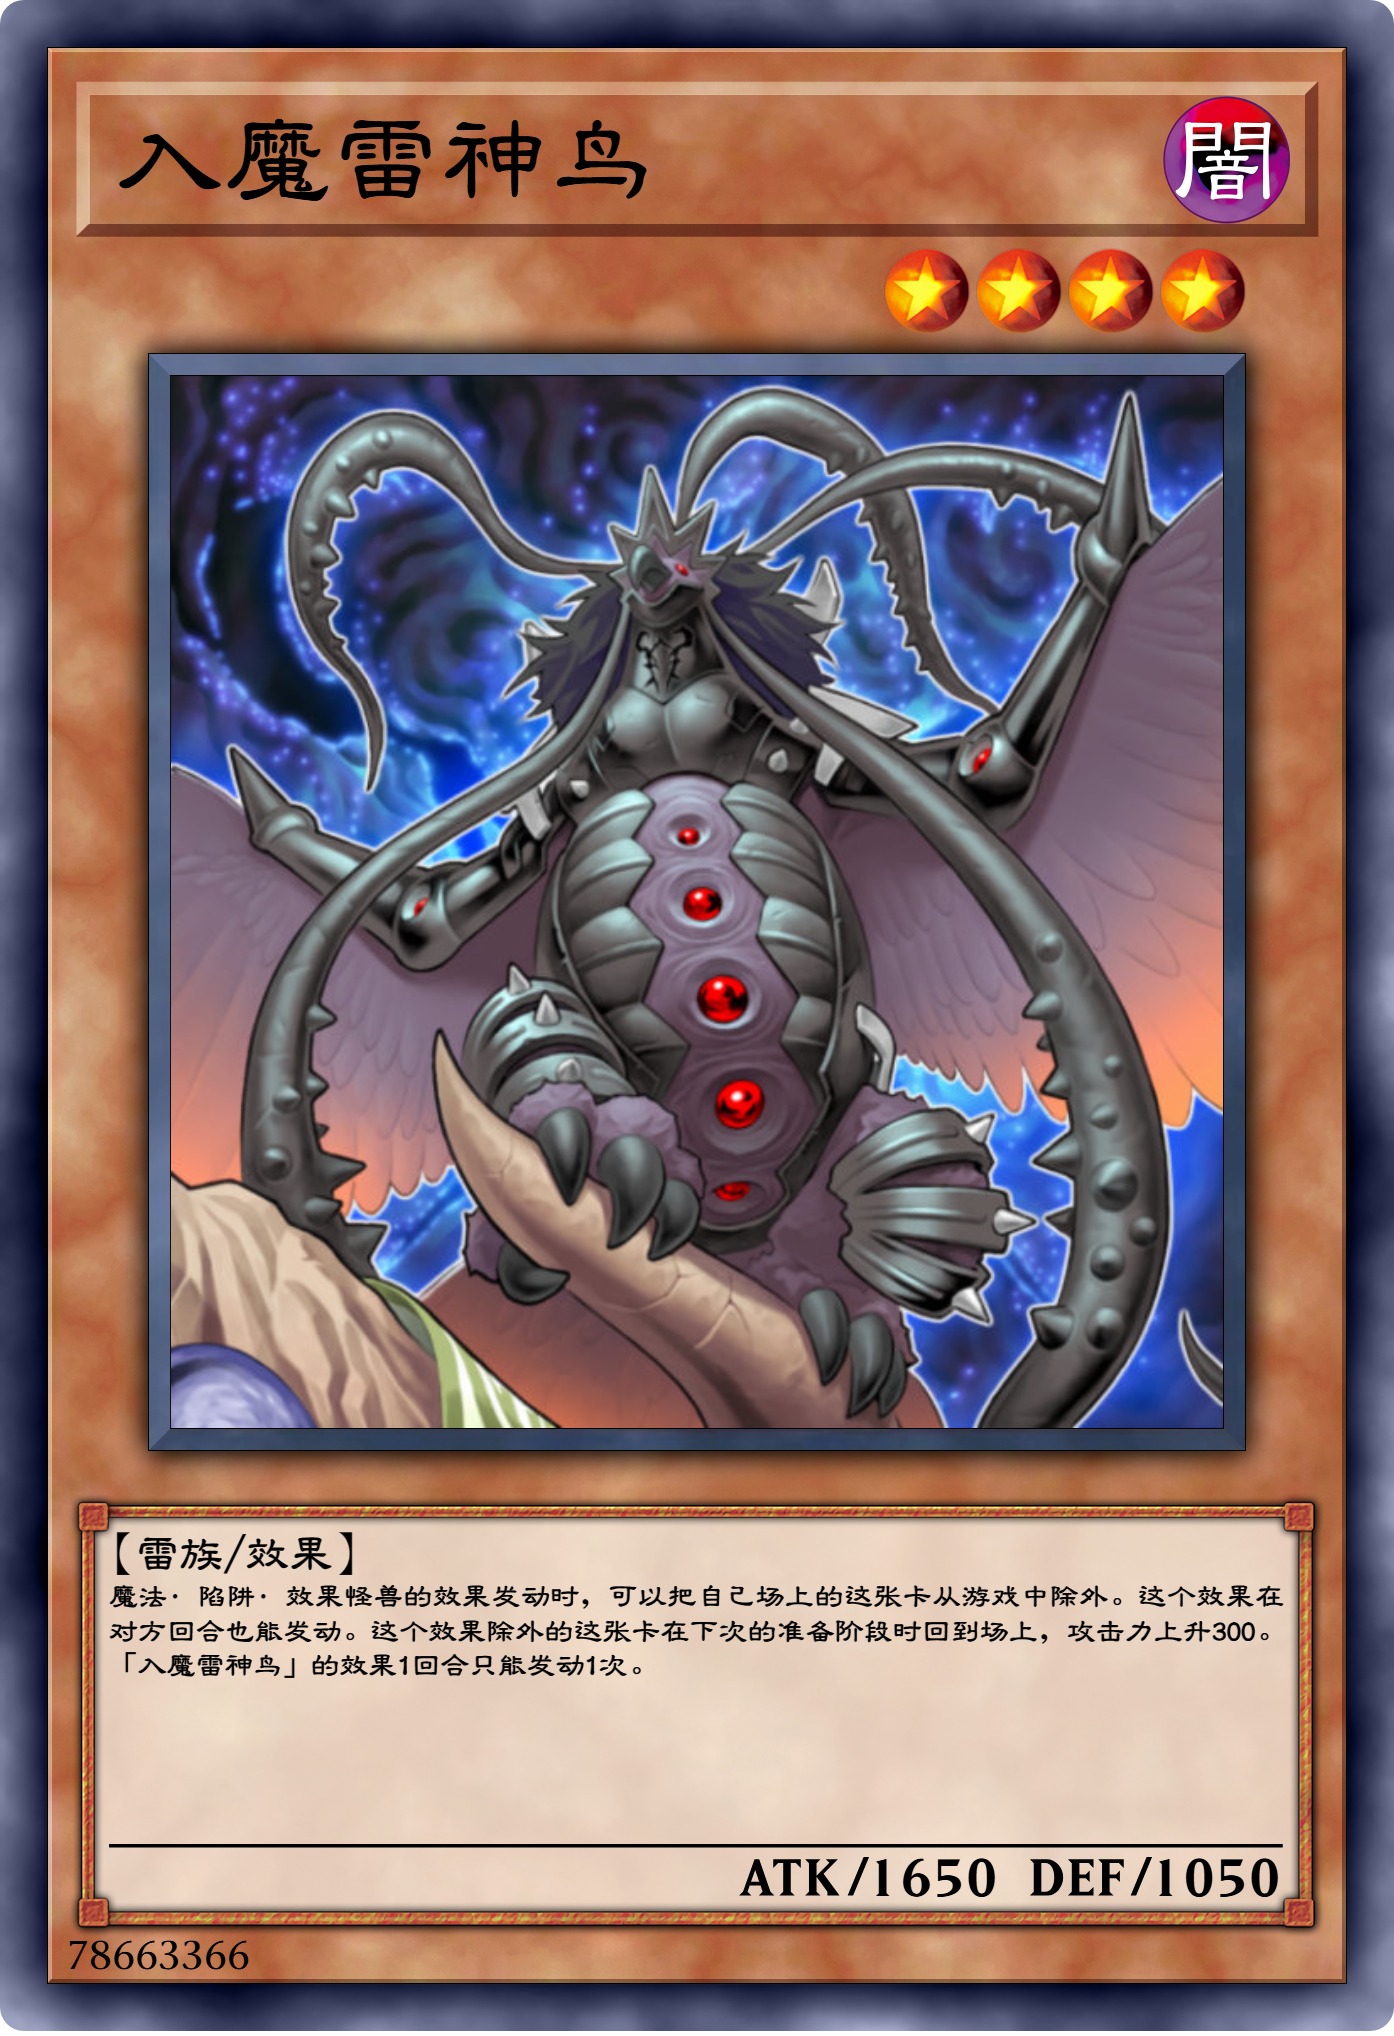 入魔雷神鸟
闇
【雷族/效果】
魔法·陷阱·效果怪兽的效果发动时，可以把自己场上的这张卡从游戏中除外。这个效果在
对方回合也能发动。这个效果除外的这张卡在下次的准备阶段时回到场上，攻击力上升300。
「入魔雷神鸟」的效果1回合只能发动1次。
ATK/1650 DEF/1050
78663366